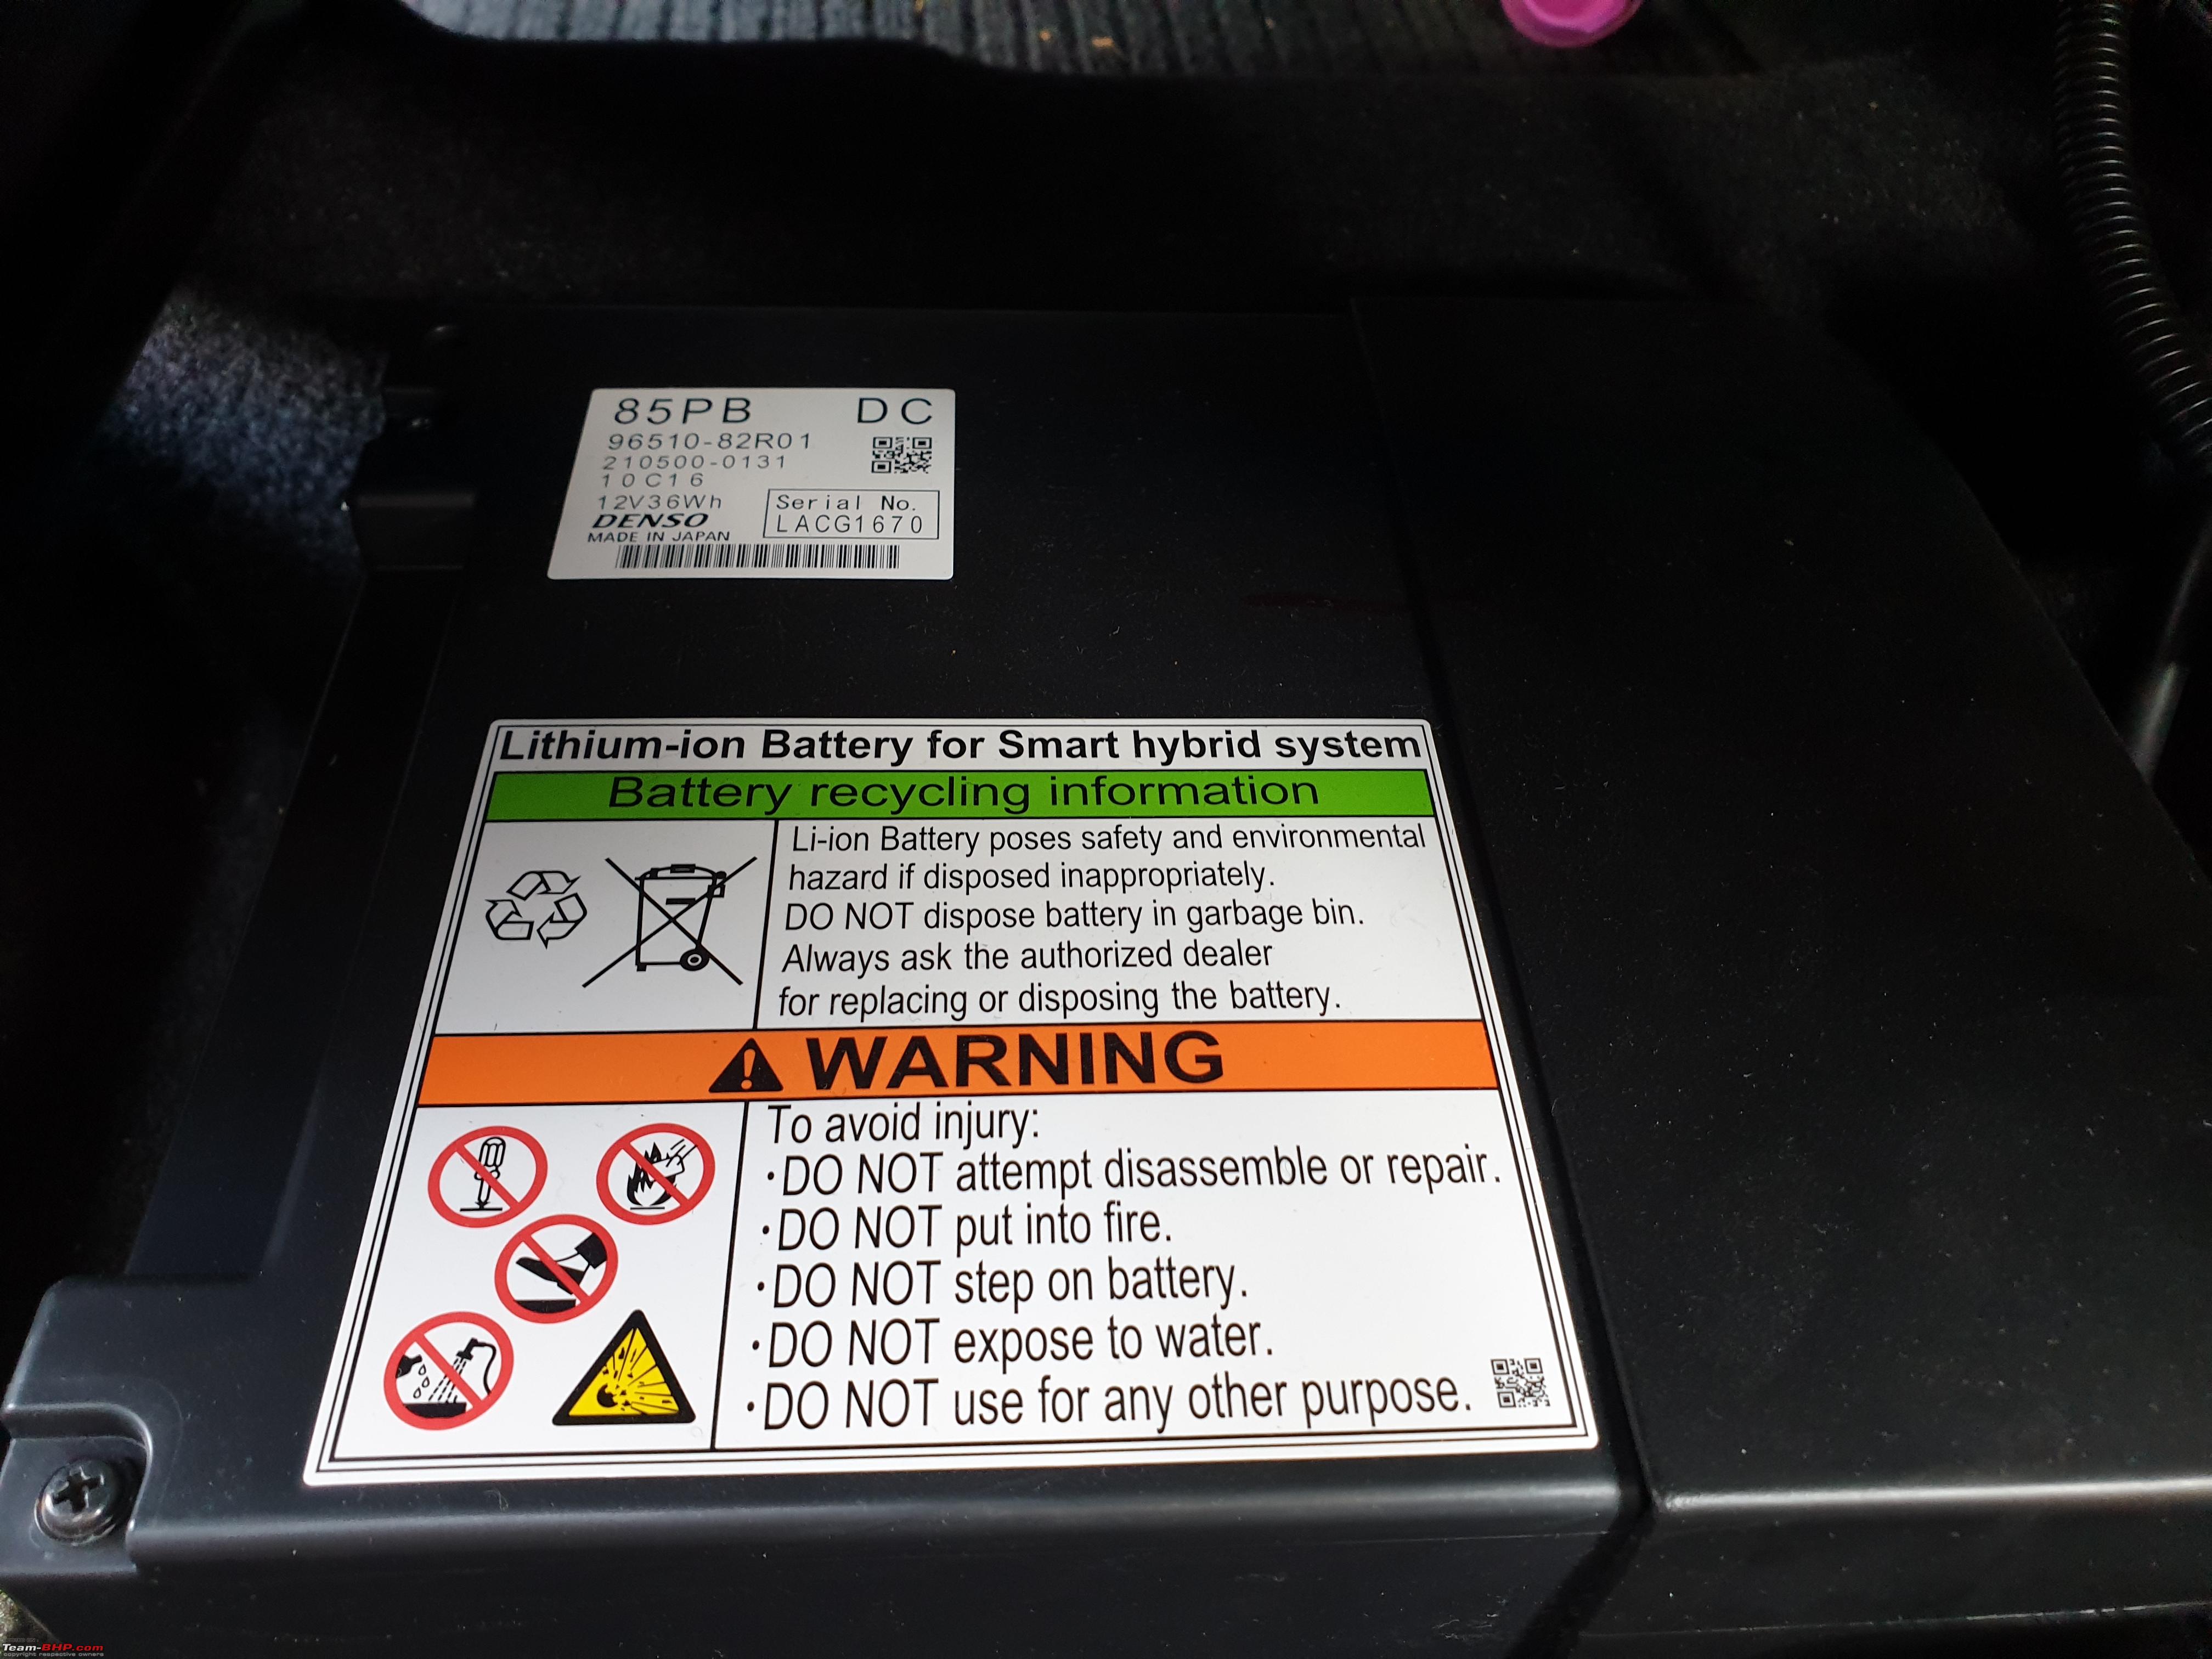 85PB DC
96510-82R01
210500-0131
10C16
12V36Wh
Serial No.
LACG1670
DENSO
MADE IN JAPAN
Lithium-ion Battery for Smart hybrid system
Battery recycling information
Li-ion Battery poses safety and environmental
hazard if disposed inappropriately.
DO NOT dispose battery in garbage bin.
Always ask the authorized dealer
for replacing or disposing the battery.
WARNING
To avoid injury:
·DO NOT attempt disassemble or repair.
·DO NOT put into fire.
·DO NOT step on battery.
·DO NOT expose to water.
·DO NOT use for any other purpose.
Team-BHP.com
copyright respective owners